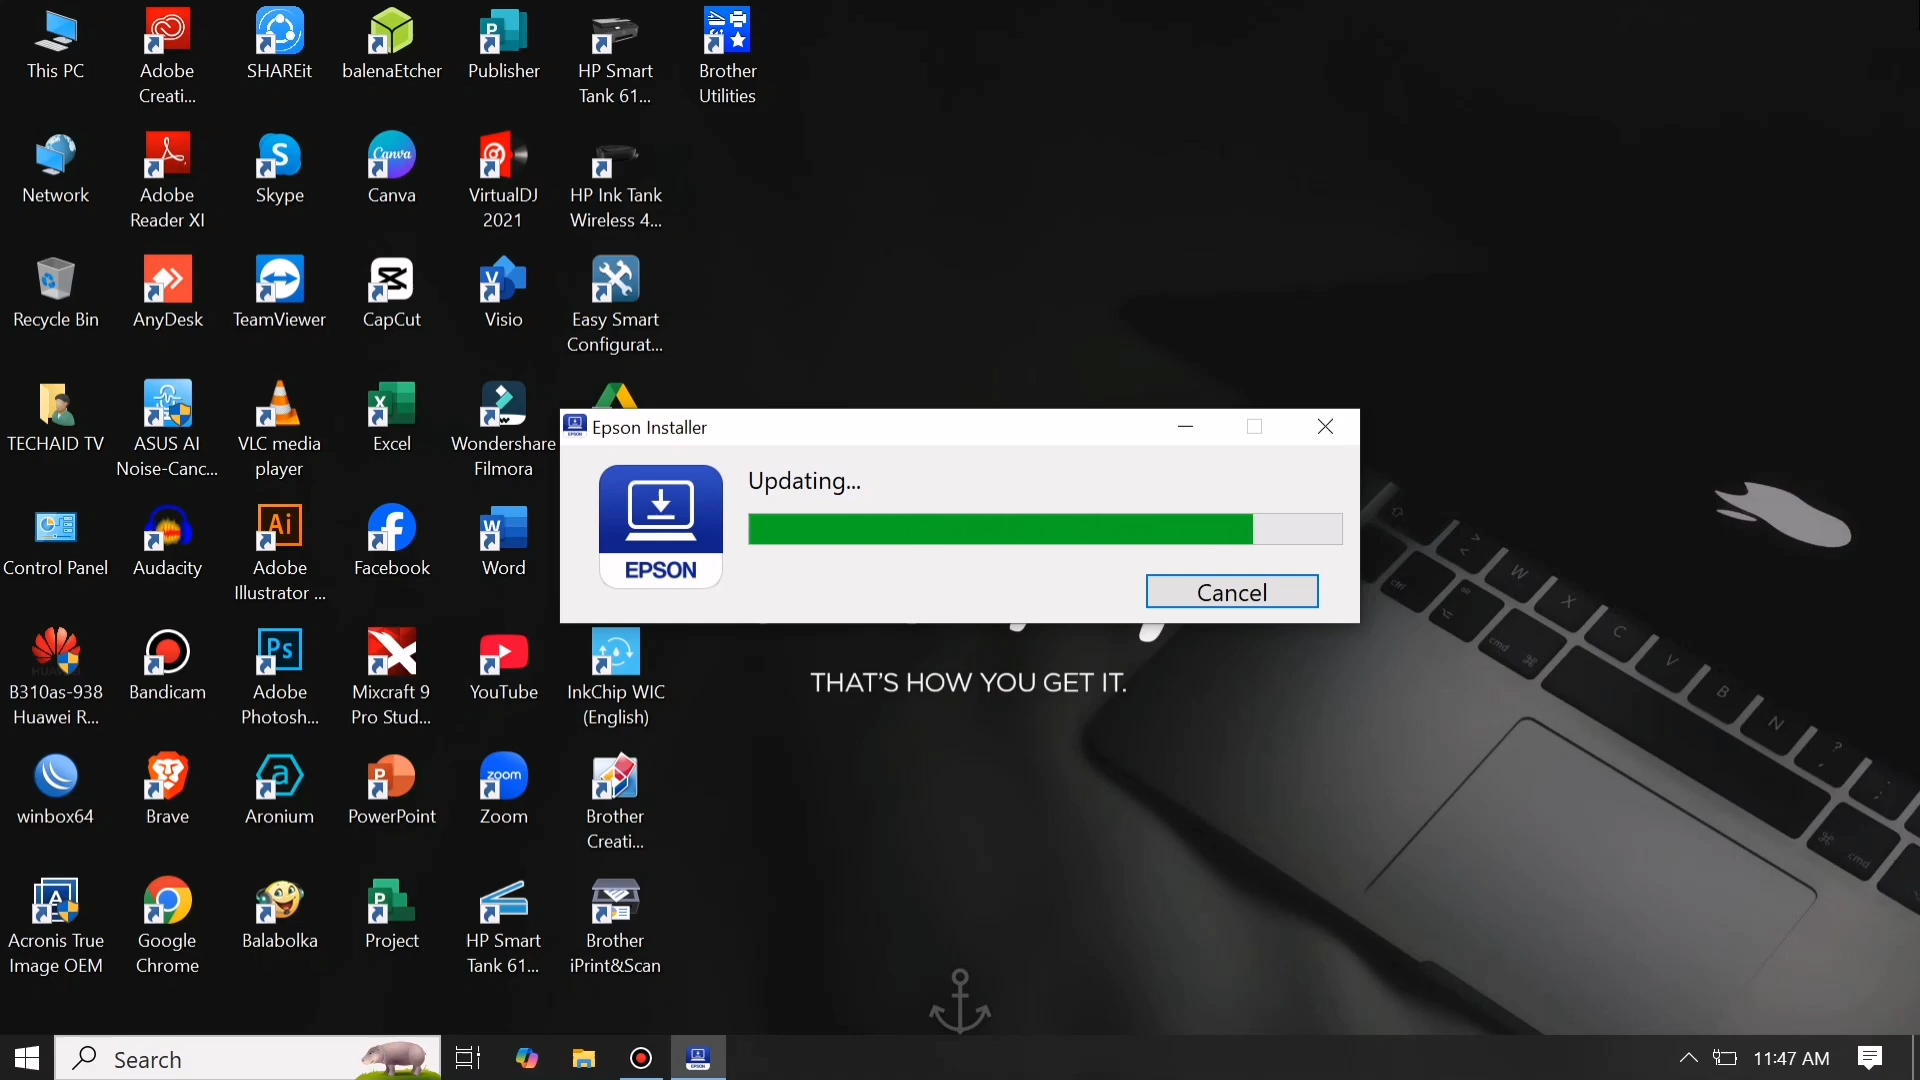 This PC
Adobe
Creati...
SHAREit
balenaEtcher
Publisher
HP Smart
Tank 61...
Brother
Utilities
Network
Adobe
Reader XI
Skype
Canva
Canva
VirtualDJ
2021
HP Ink Tank
Wireless 4...
Recycle Bin
AnyDesk
TeamViewer
CapCut
Visio
Easy Smart
Configurat...
TECHAID TV
ASUS AI
Noise-Canc...
VLC media
player
Excel
Wondershare
Filmora
Epson Installer
Updating...
EPSON
Cancel
Control Panel
Audacity
Ai
Adobe
Illustrator ...
Facebook
Word
B310as-938
Huawei R...
Bandicam
Ps
Adobe
Photosh...
Mixcraft 9
Pro Stud...
YouTube
InkChip WIC
(English)
THAT'S HOW YOU GET IT.
winbox64
Brave
Aronium
PowerPoint
zoom
Zoom
Brother
Creati...
Acronis True
Image OEM
Google
Chrome
Balabolka
Project
HP Smart
Tank 61...
Brother
iPrint&Scan
Search
11:47 AM